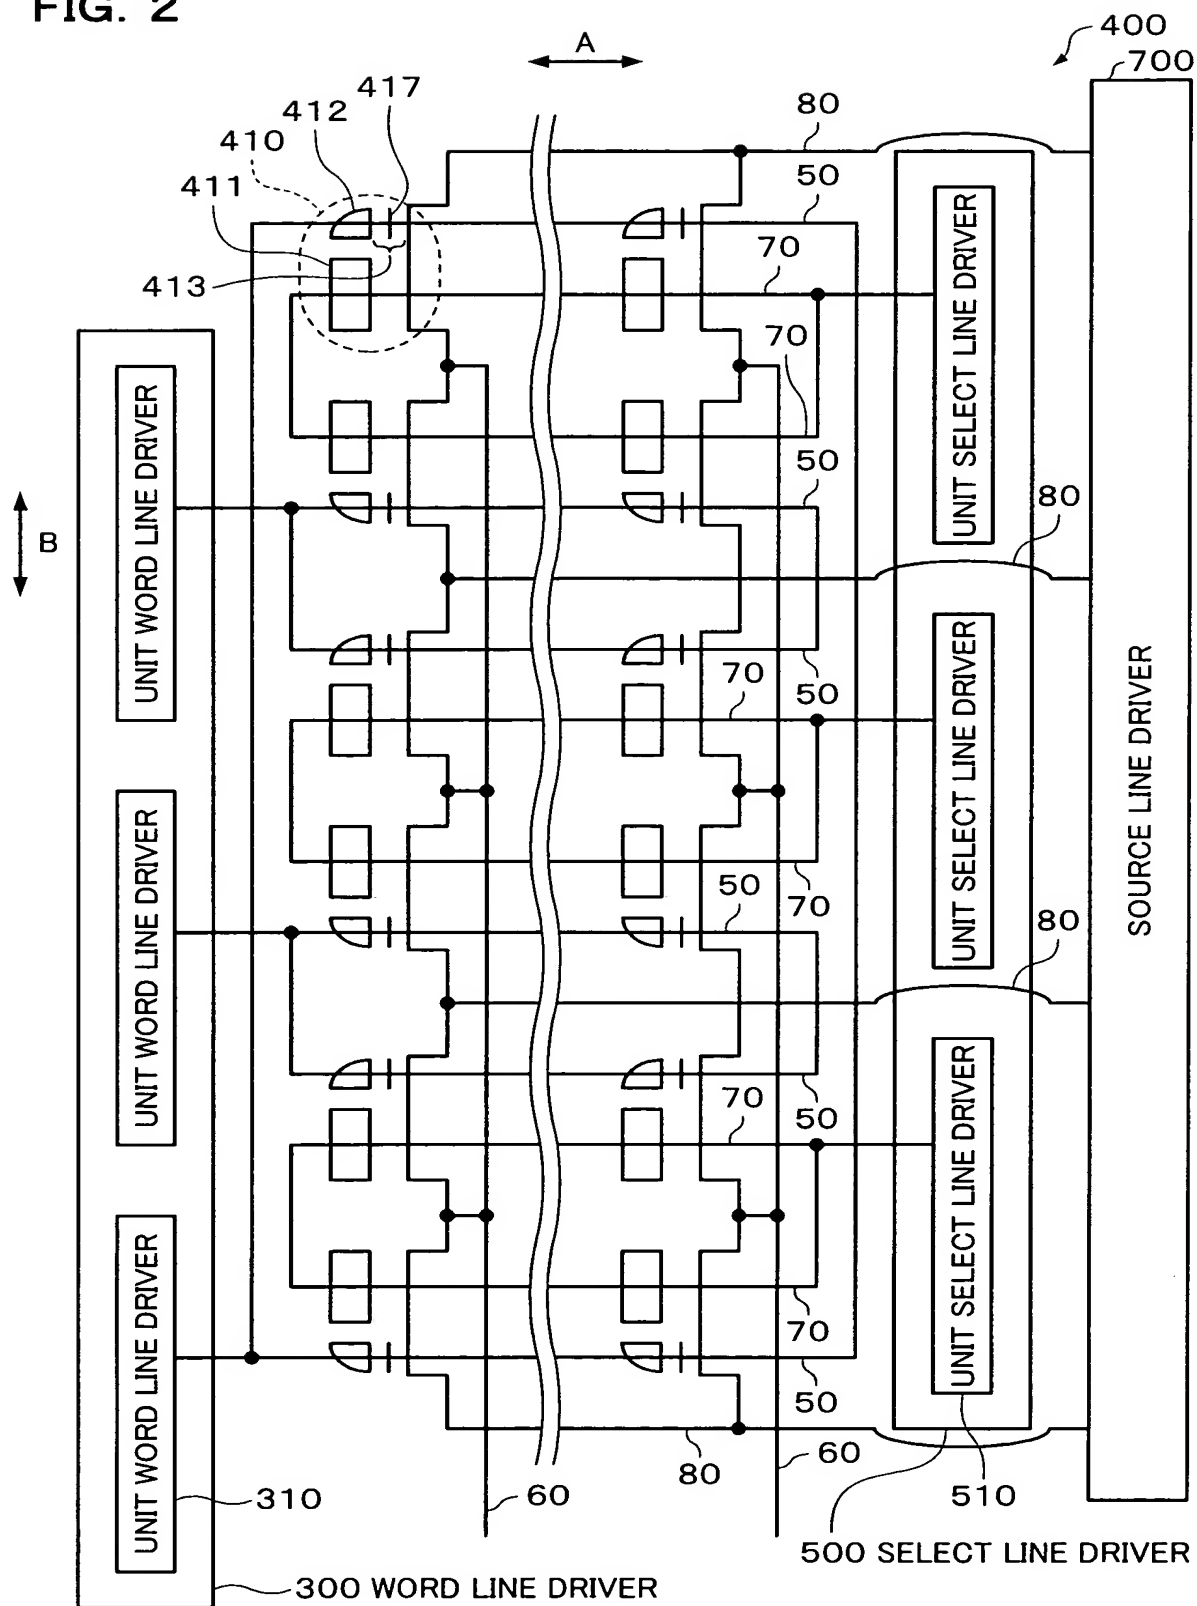 FIG. 2
A
400
700
417
412
410
411
413
80
50
70
70
50
80
B
50
70
70
50
80
50
70
70
50
80
60
60
310
510
UNIT WORD LINE DRIVER
UNIT WORD LINE DRIVER
UNIT WORD LINE DRIVER
UNIT SELECT LINE DRIVER
UNIT SELECT LINE DRIVER
UNIT SELECT LINE DRIVER
SOURCE LINE DRIVER
500 SELECT LINE DRIVER
300 WORD LINE DRIVER